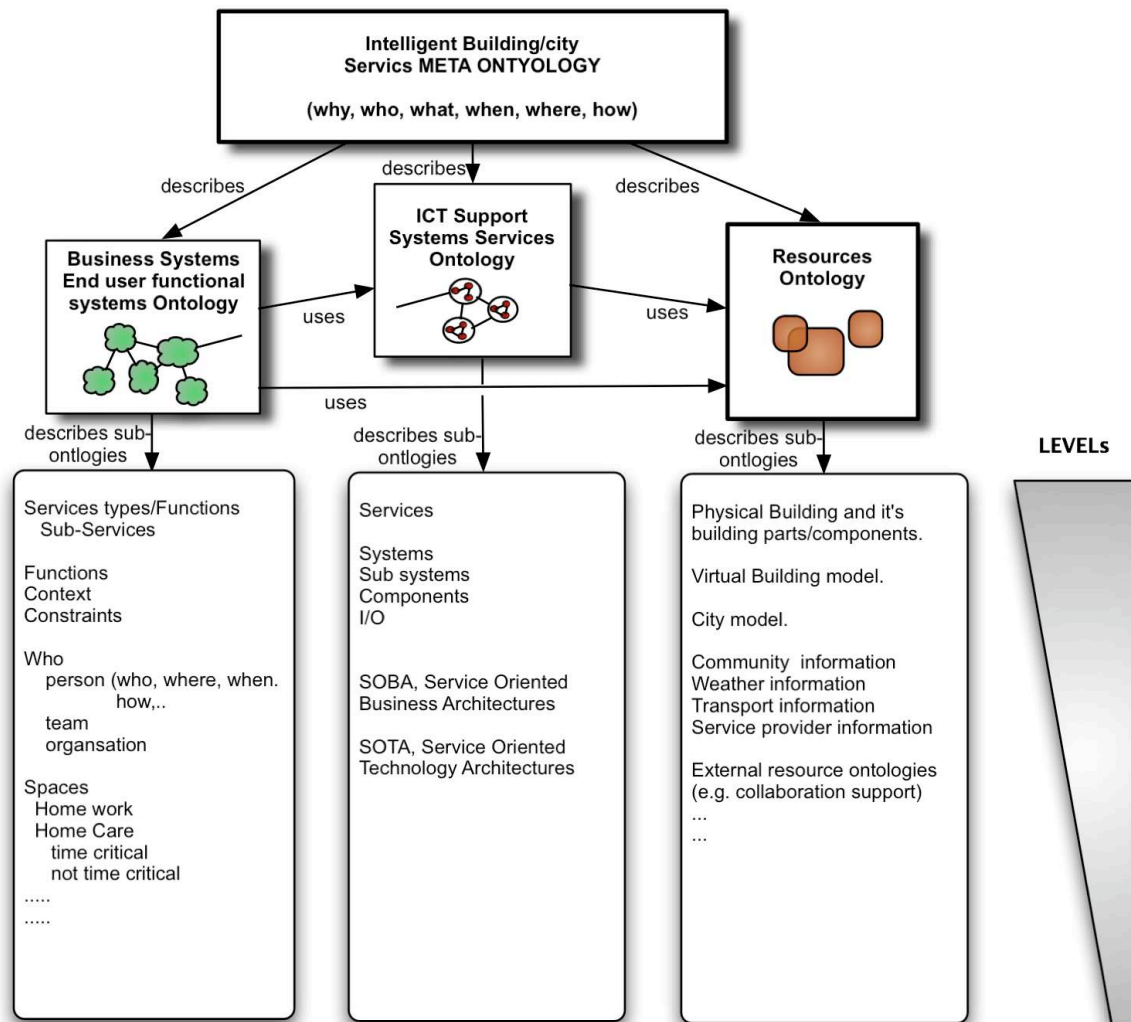 Intelligent Building/city
Servics META ONTYOLOGY
(why, who, what, when, where, how)
describes
describes
describes
Business Systems
End user functional
systems Ontology
ICT Support
Systems Services
Ontology
Resources
Ontology
uses
uses
uses
describes sub-
ontlogies
describes sub-
ontlogies
describes sub-
ontlogies
LEVELs
Services types/Functions
Sub-Services
Functions
Context
Constraints
Who
person (who, where, when.
how,..
team
organsation
Spaces
Home work
Home Care
time critical
not time critical
.....
.....
Services
Systems
Sub systems
Components
I/O
SOBA, Service Oriented
Business Architectures
SOTA, Service Oriented
Technology Architectures
Physical Building and it's
building parts/components.
Virtual Building model.
City model.
Community information
Weather information
Transport information
Service provider information
External resource ontologies
(e.g. collaboration support)
...
...